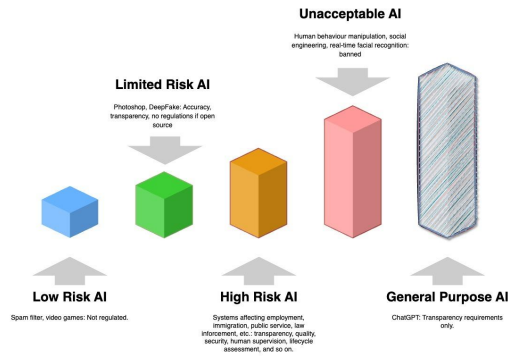 Unacceptable AI
Human behaviour manipulation, social
engineering, real-time facial recognition:
banned
Limited Risk AI
Photoshop, DeepFake: Accuracy,
transparency, no regulations if open
source
Low Risk AI
Spam filter, video games: Not regulated.
High Risk AI
Systems affecting employment,
immigration, public service, law
inforcement, etc.: transparency, quality,
security, human supervision, lifecycle
assessment, and so on.
General Purpose AI
ChatGPT: Transparency requirements
only.